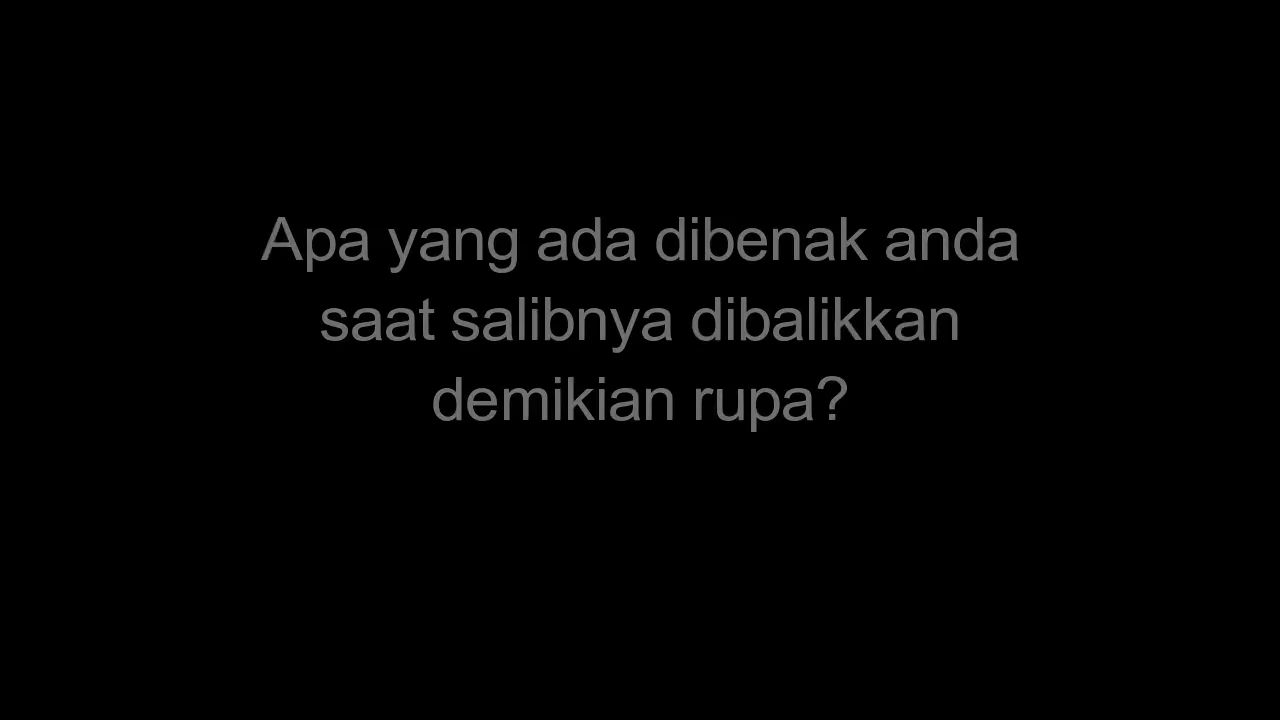 Apa yang ada dibenak anda
saat salibnya dibalikkan
demikian rupa?